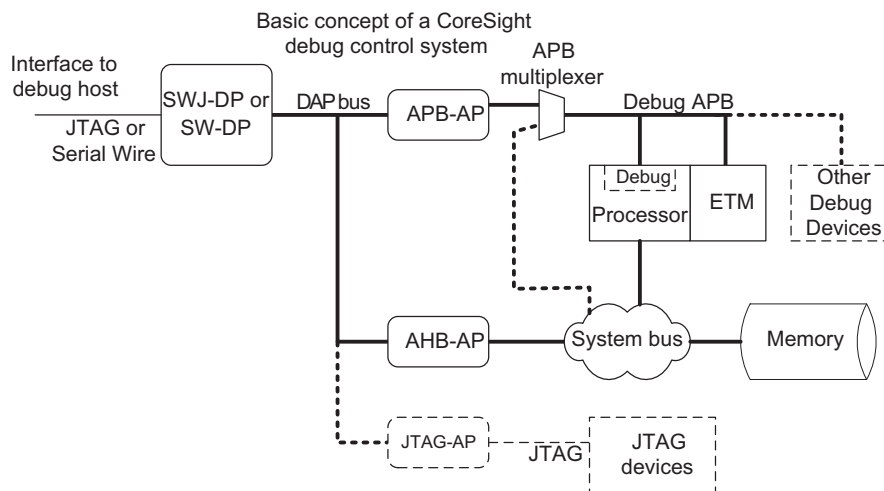 Basic concept of a CoreSight
debug control system
Interface to
debug host
JTAG or
Serial Wire
SWJ-DP or
SW-DP
DAP bus
APB-AP
APB
multiplexer
Debug APB
Debug
Processor
ETM
Other
Debug
Devices
AHB-AP
System bus
Memory
JTAG-AP
JTAG
JTAG
devices